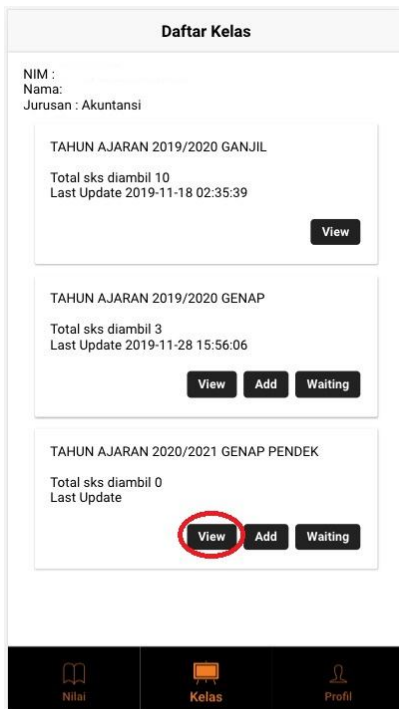 Daftar Kelas
NIM :
Nama:
Jurusan : Akuntansi
TAHUN AJARAN 2019/2020 GANJIL
Total sks diambil 10
Last Update 2019-11-18 02:35:39
View
TAHUN AJARAN 2019/2020 GENAP
Total sks diambil 3
Last Update 2019-11-28 15:56:06
View Add Waiting
TAHUN AJARAN 2020/2021 GENAP PENDEK
Total sks diambil 0
Last Update
View Add Waiting
Nilai Kelas Profil